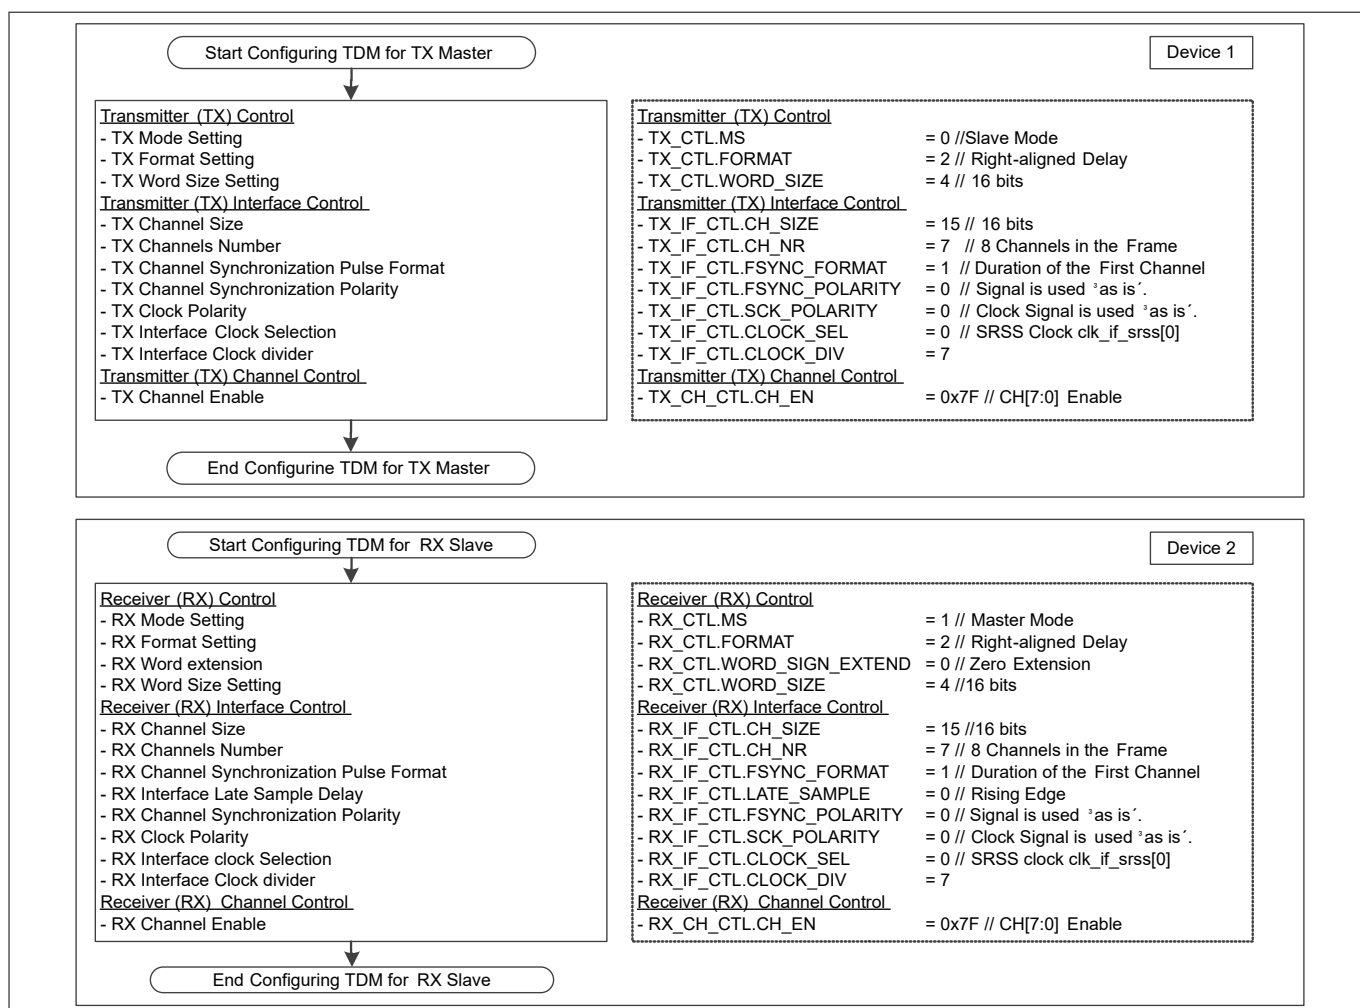 Start Configuring TDM for TX Master
Device 1
Transmitter (TX) Control
- TX Mode Setting
- TX Format Setting
- TX Word Size Setting
Transmitter (TX) Interface Control
- TX Channel Size
- TX Channels Number
- TX Channel Synchronization Pulse Format
- TX Channel Synchronization Polarity
- TX Clock Polarity
- TX Interface Clock Selection
- TX Interface Clock divider
Transmitter (TX) Channel Control
- TX Channel Enable
Transmitter (TX) Control
- TX_CTL.MS = 0 //Slave Mode
- TX_CTL.FORMAT = 2 // Right-aligned Delay
- TX_CTL.WORD_SIZE = 4 // 16 bits
Transmitter (TX) Interface Control
- TX_IF_CTL.CH_SIZE = 15 // 16 bits
- TX_IF_CTL.CH_NR = 7 // 8 Channels in the Frame
- TX_IF_CTL.FSYNC_FORMAT = 1 // Duration of the First Channel
- TX_IF_CTL.FSYNC_POLARITY = 0 // Signal is used ³as is´.
- TX_IF_CTL.SCK_POLARITY = 0 // Clock Signal is used ³as is´.
- TX_IF_CTL.CLOCK_SEL = 0 // SRSS Clock clk_if_srss[0]
- TX_IF_CTL.CLOCK_DIV = 7
Transmitter (TX) Channel Control
- TX_CH_CTL.CH_EN = 0x7F // CH[7:0] Enable
End Configurine TDM for TX Master
Start Configuring TDM for RX Slave
Device 2
Receiver (RX) Control
- RX Mode Setting
- RX Format Setting
- RX Word extension
- RX Word Size Setting
Receiver (RX) Interface Control
- RX Channel Size
- RX Channels Number
- RX Channel Synchronization Pulse Format
- RX Interface Late Sample Delay
- RX Channel Synchronization Polarity
- RX Clock Polarity
- RX Interface clock Selection
- RX Interface Clock divider
Receiver (RX) Channel Control
- RX Channel Enable
Receiver (RX) Control
- RX_CTL.MS = 1 // Master Mode
- RX_CTL.FORMAT = 2 // Right-aligned Delay
- RX_CTL.WORD_SIGN_EXTEND = 0 // Zero Extension
- RX_CTL.WORD_SIZE = 4 //16 bits
Receiver (RX) Interface Control
- RX_IF_CTL.CH_SIZE = 15 //16 bits
- RX_IF_CTL.CH_NR = 7 // 8 Channels in the Frame
- RX_IF_CTL.FSYNC_FORMAT = 1 // Duration of the First Channel
- RX_IF_CTL.LATE_SAMPLE = 0 // Rising Edge
- RX_IF_CTL.FSYNC_POLARITY = 0 // Signal is used ³as is´.
- RX_IF_CTL.SCK_POLARITY = 0 // Clock Signal is used ³as is´.
- RX_IF_CTL.CLOCK_SEL = 0 // SRSS clock clk_if_srss[0]
- RX_IF_CTL.CLOCK_DIV = 7
Receiver (RX) Channel Control
- RX_CH_CTL.CH_EN = 0x7F // CH[7:0] Enable
End Configuring TDM for RX Slave